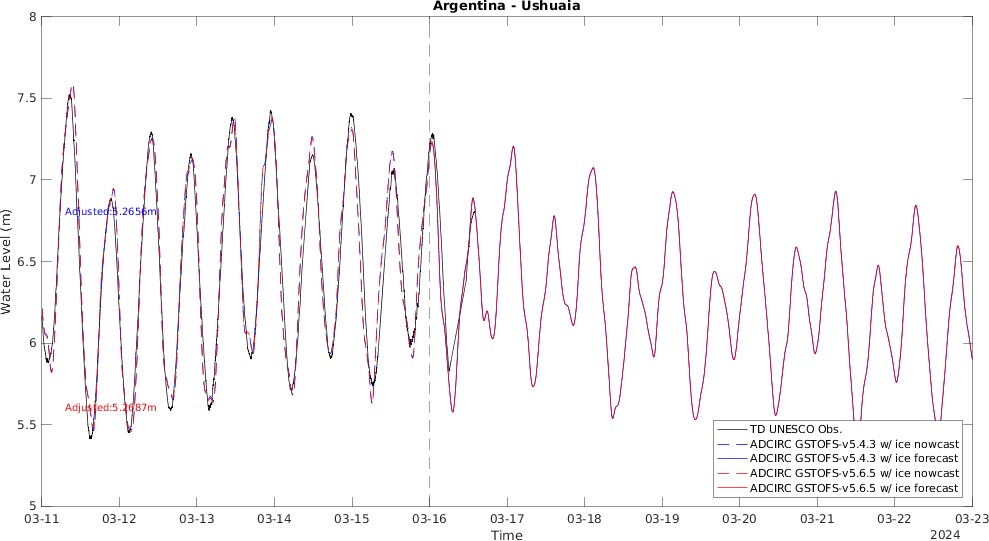 Argentina - Ushuaia
8
7.5
7
6.5
6
5.5
5
Water Level (m)
Adjusted:5.2656m
Adjusted:5.2687m
TD UNESCO Obs.
ADCIRC GSTOFS-v5.4.3 w/ ice nowcast
ADCIRC GSTOFS-v5.4.3 w/ ice forecast
ADCIRC GSTOFS-v5.6.5 w/ ice nowcast
ADCIRC GSTOFS-v5.6.5 w/ ice forecast
03-11 03-12 03-13 03-14 03-15 03-16 03-17 03-18 03-19 03-20 03-21 03-22 03-23
Time
2024